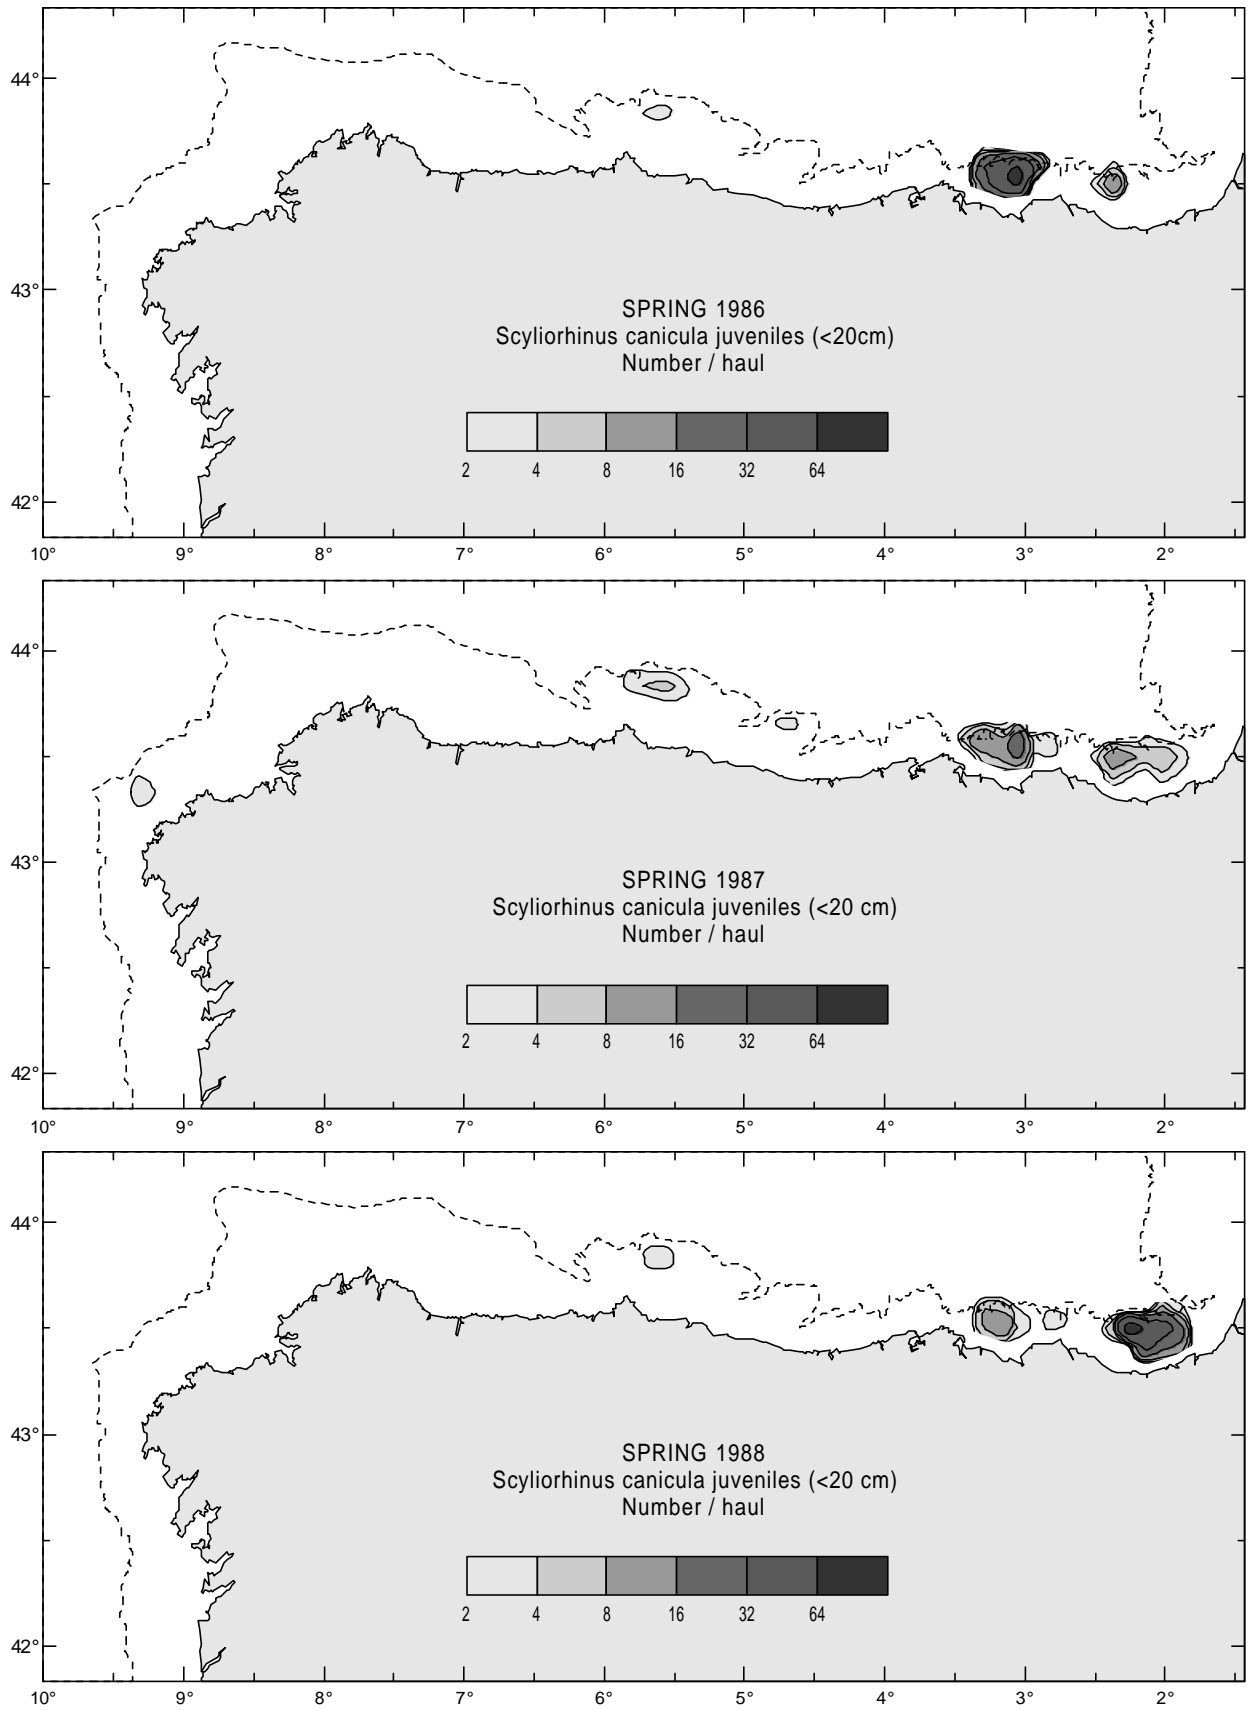 44°
43°
42°
SPRING 1986
Scyliorhinus canicula juveniles (<20cm)
Number / haul
2 4 8 16 32 64
10° 9° 8° 7° 6° 5° 4° 3° 2°
44°
43°
42°
SPRING 1987
Scyliorhinus canicula juveniles (<20 cm)
Number / haul
2 4 8 16 32 64
10° 9° 8° 7° 6° 5° 4° 3° 2°
44°
43°
42°
SPRING 1988
Scyliorhinus canicula juveniles (<20 cm)
Number / haul
2 4 8 16 32 64
10° 9° 8° 7° 6° 5° 4° 3° 2°